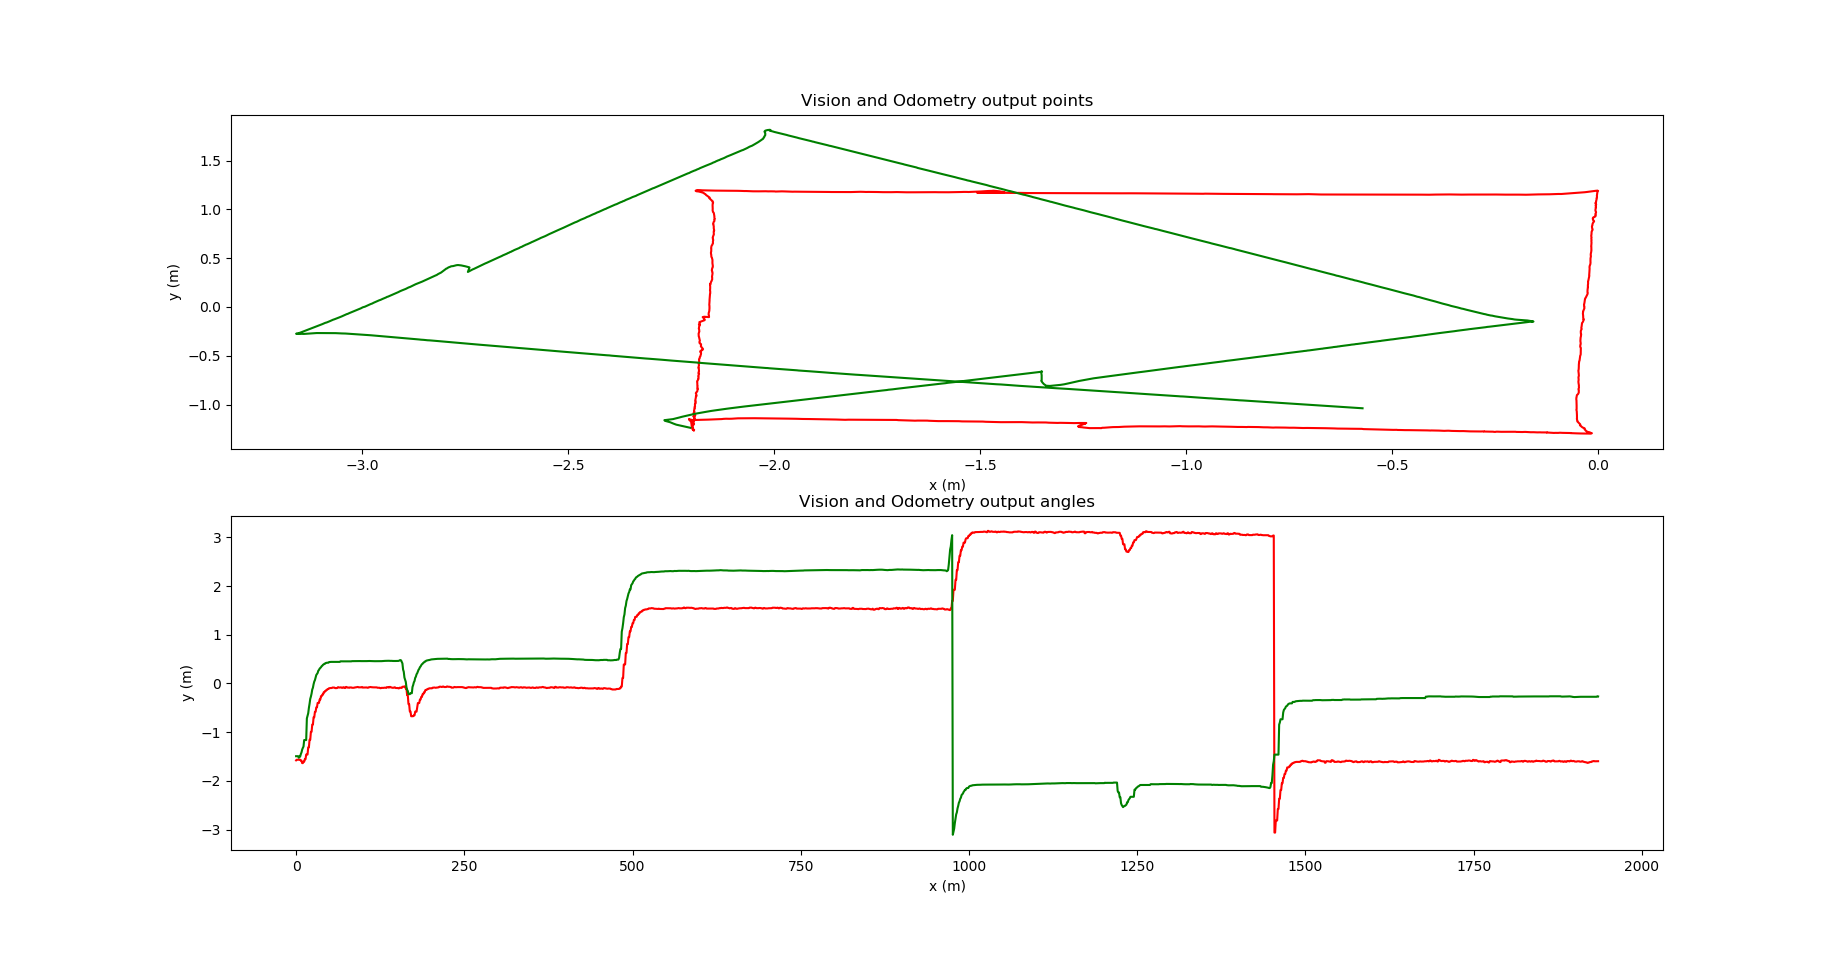 Vision and Odometry output points
y (m)
1.5
1.0
0.5
0.0
−0.5
−1.0
−3.0 −2.5 −2.0 −1.5 −1.0 −0.5 0.0
x (m)
Vision and Odometry output angles
y (m)
3
2
1
0
−1
−2
−3
0 250 500 750 1000 1250 1500 1750 2000
x (m)